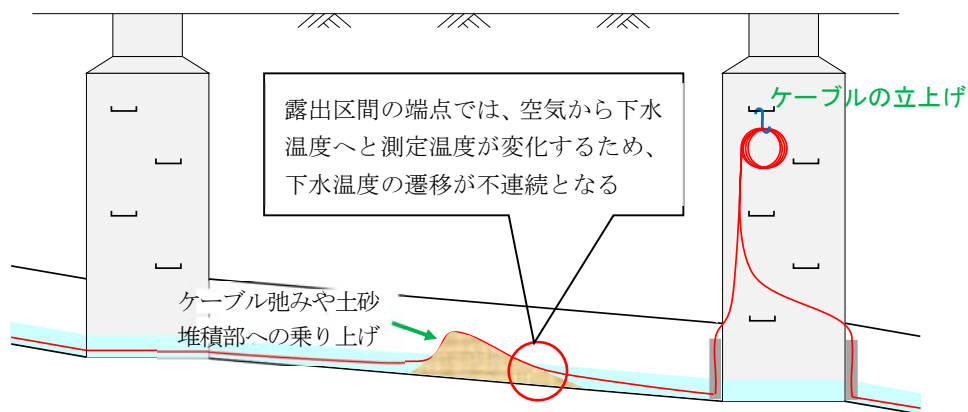 ケーブルの立上げ
露出区間の端点では、空気から下水
温度へと測定温度が変化するため、
下水温度の遷移が不連続となる
ケーブル弛みや土砂
堆積部への乗り上げ